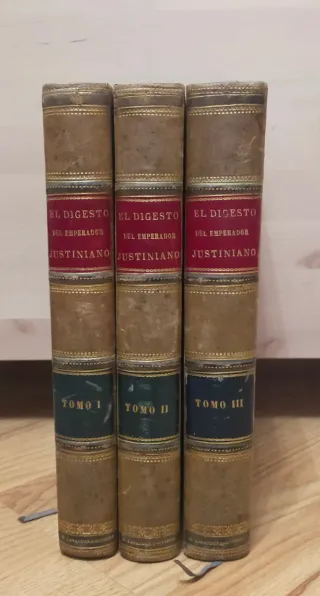 EL DIGESTO
DEL EMPERADOR
JUSTINIANO
TOMO I
EL DIGESTO
DEL EMPERADOR
JUSTINIANO
TOMO II
EL DIGESTO
DEL EMPERADOR
JUSTINIANO
TOMO III